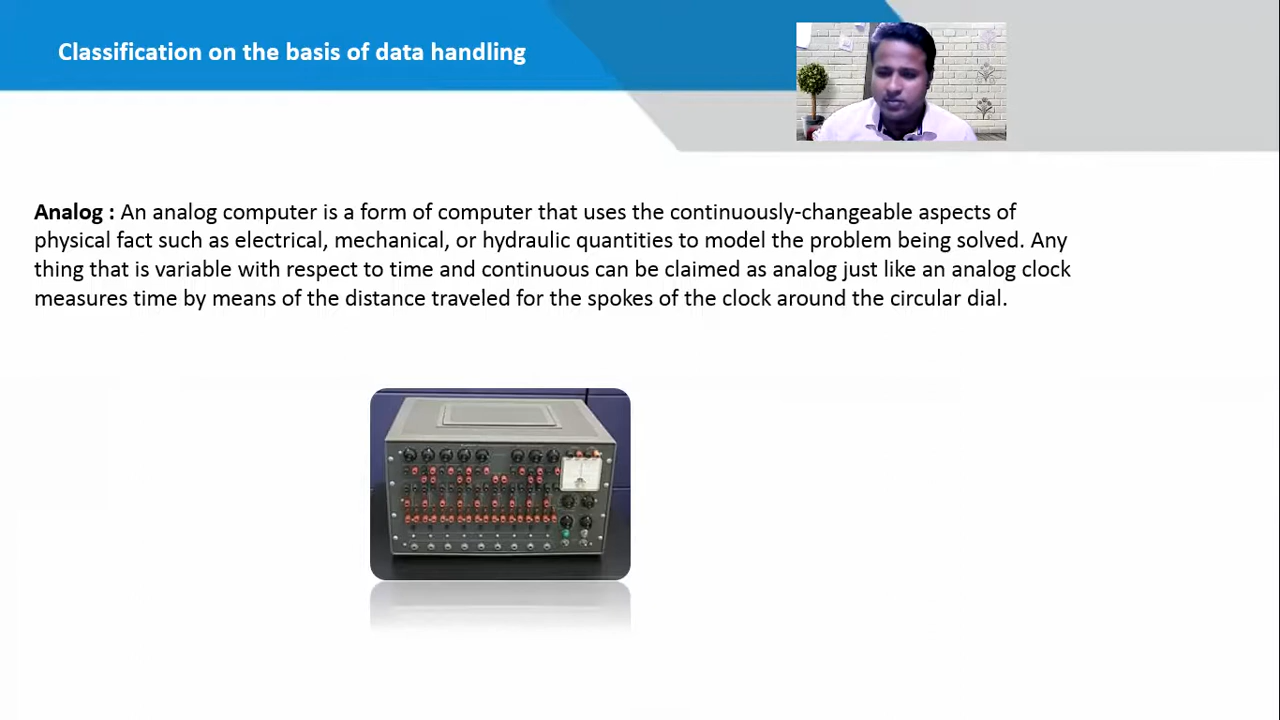 Classification on the basis of data handling
Analog : An analog computer is a form of computer that uses the continuously-changeable aspects of
physical fact such as electrical, mechanical, or hydraulic quantities to model the problem being solved. Any
thing that is variable with respect to time and continuous can be claimed as analog just like an analog clock
measures time by means of the distance traveled for the spokes of the clock around the circular dial.